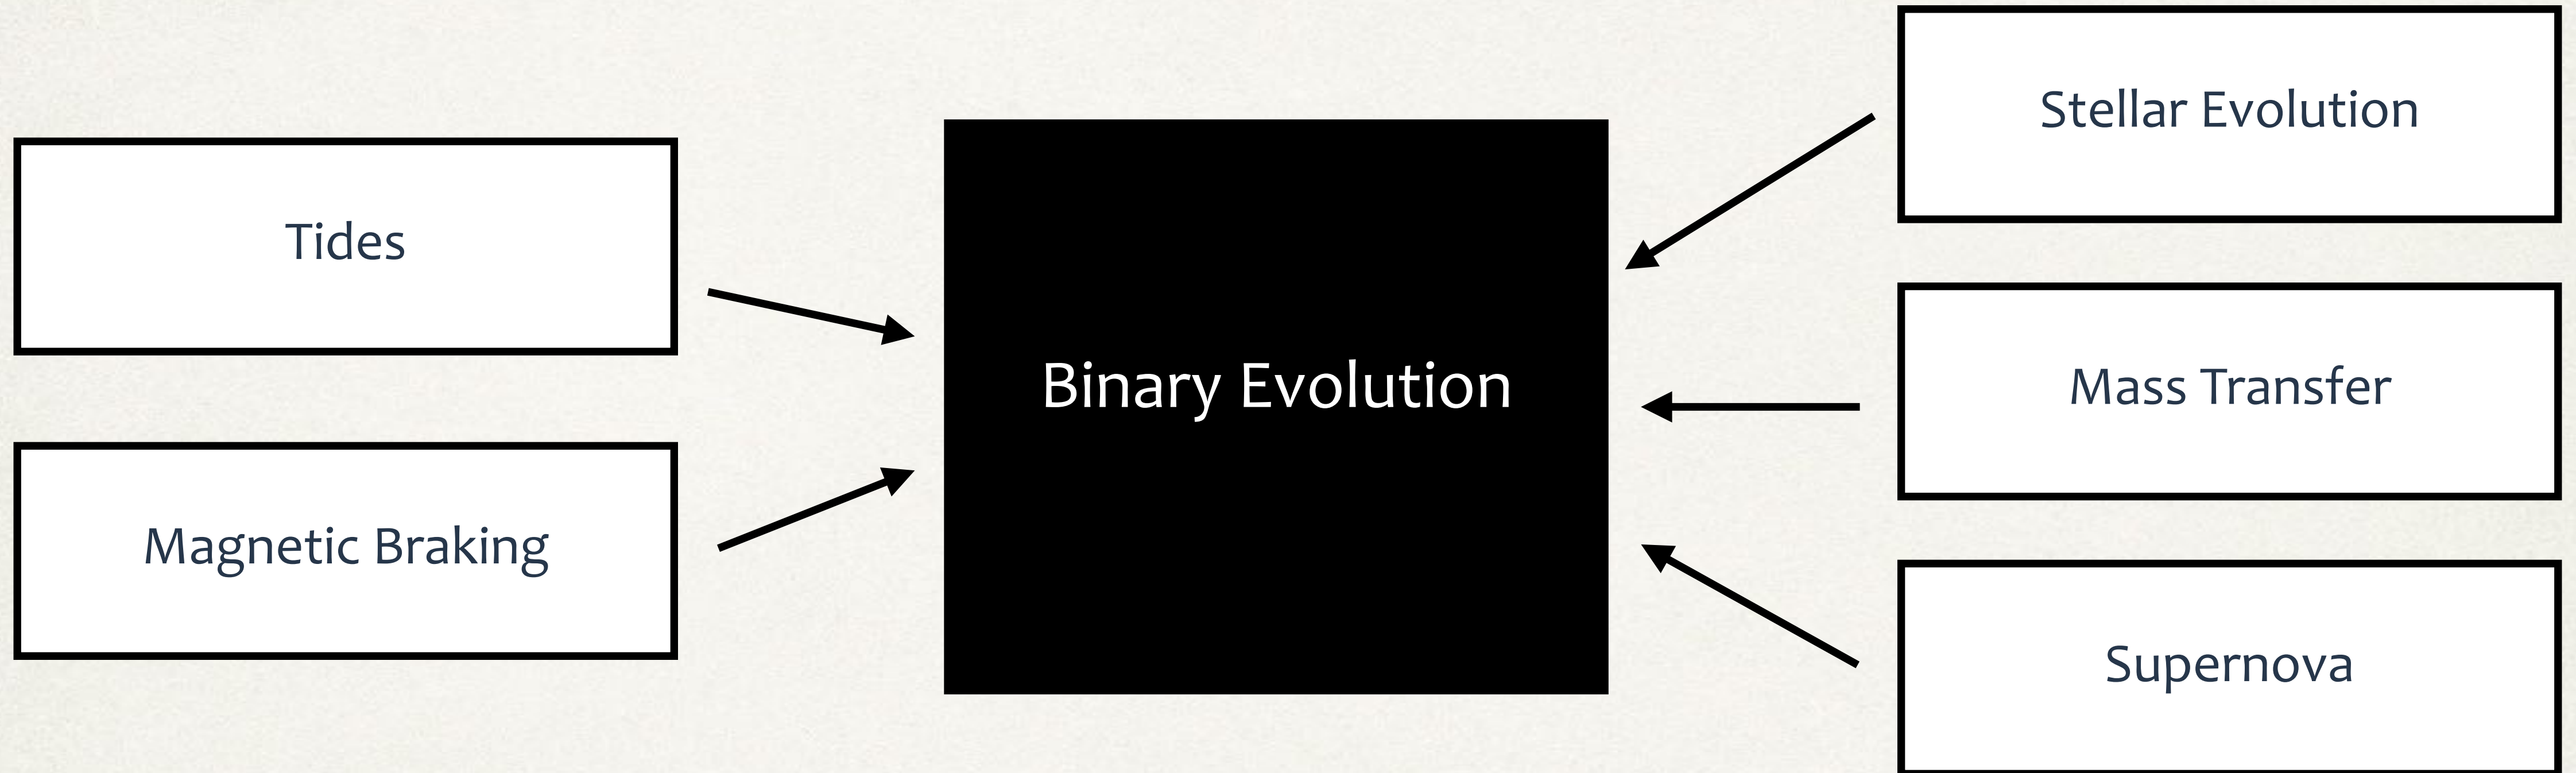 Tides
Magnetic Braking
Binary Evolution
Stellar Evolution
Mass Transfer
Supernova